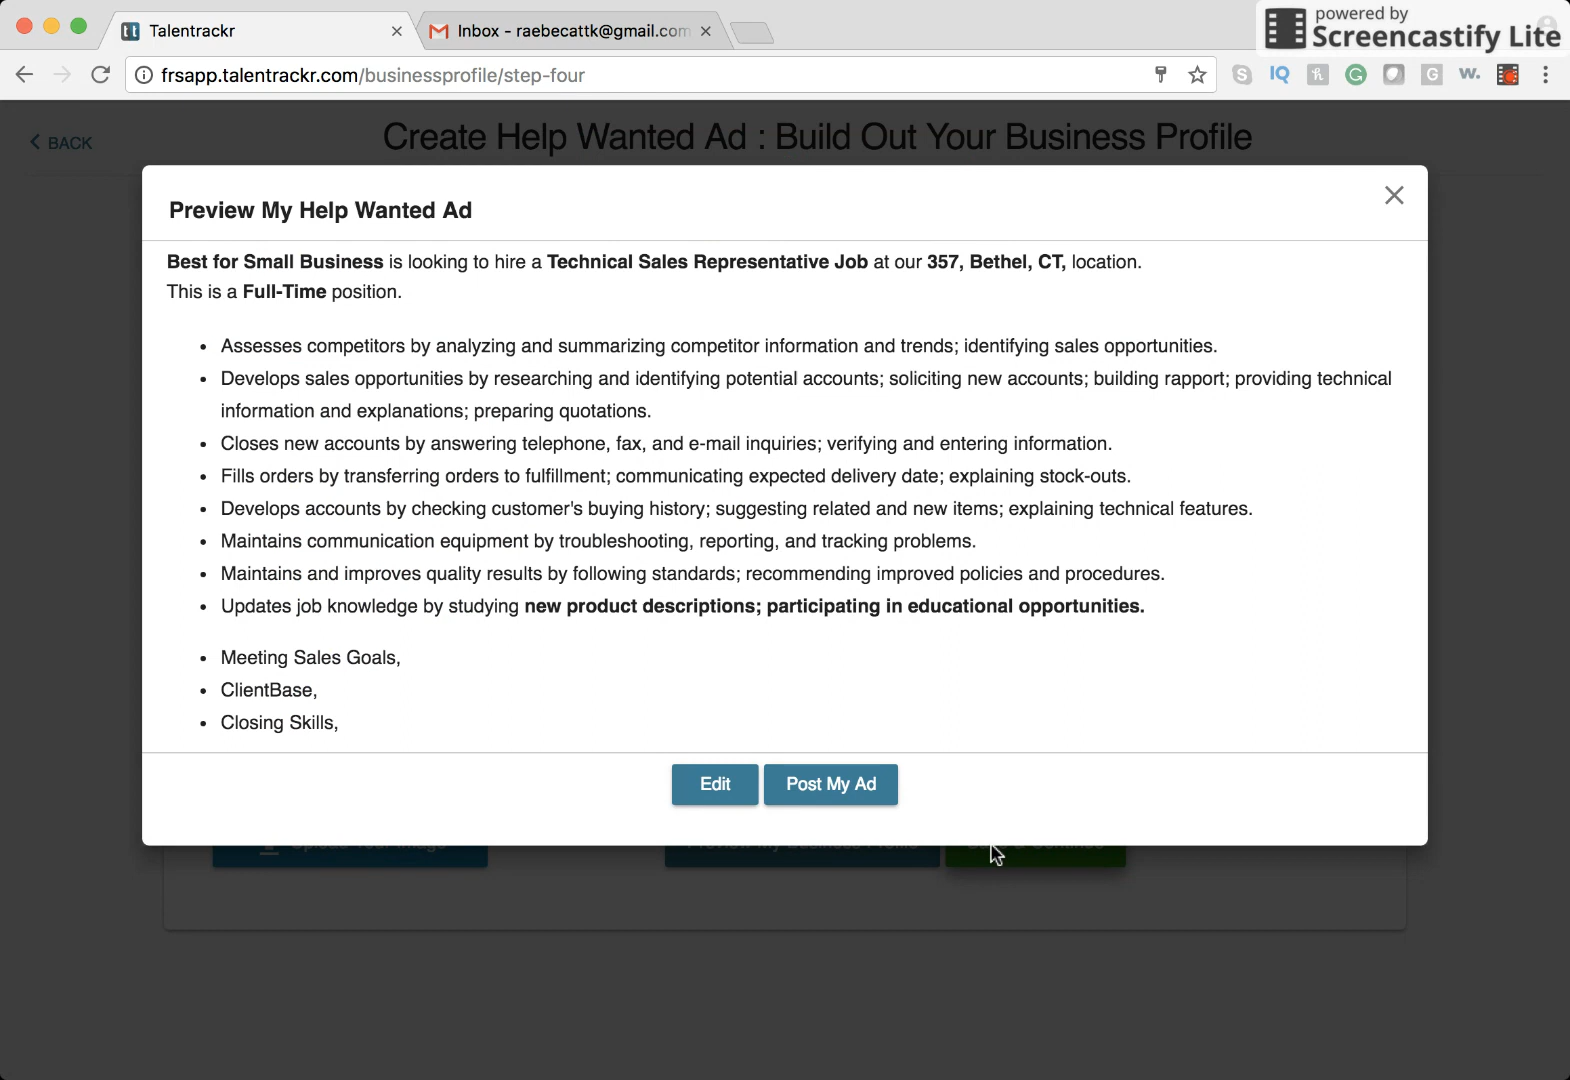 Talentrackr
Inbox - raebecattk@gmail.com
powered by
Screencastify Lite
frsapp.talentrackr.com/businessprofile/step-four
BACK
Create Help Wanted Ad : Build Out Your Business Profile
Preview My Help Wanted Ad
Best for Small Business is looking to hire a Technical Sales Representative Job at our 357, Bethel, CT, location.
This is a Full-Time position.
• Assesses competitors by analyzing and summarizing competitor information and trends; identifying sales opportunities.
• Develops sales opportunities by researching and identifying potential accounts; soliciting new accounts; building rapport; providing technical
information and explanations; preparing quotations.
• Closes new accounts by answering telephone, fax, and e-mail inquiries; verifying and entering information.
• Fills orders by transferring orders to fulfillment; communicating expected delivery date; explaining stock-outs.
• Develops accounts by checking customer's buying history; suggesting related and new items; explaining technical features.
• Maintains communication equipment by troubleshooting, reporting, and tracking problems.
• Maintains and improves quality results by following standards; recommending improved policies and procedures.
• Updates job knowledge by studying new product descriptions; participating in educational opportunities.
• Meeting Sales Goals,
• ClientBase,
• Closing Skills,
Edit
Post My Ad